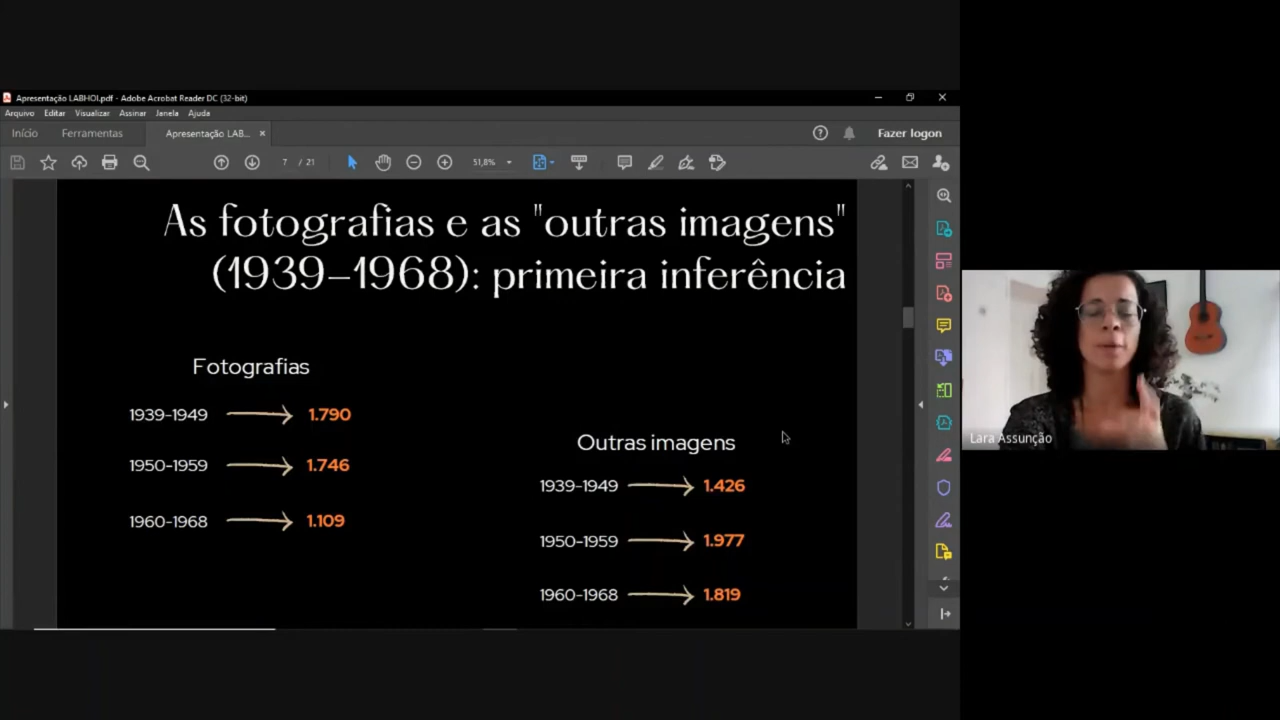 Apresentação LABHOI.pdf - Adobe Acrobat Reader DC (32-bit)
Arquivo Editar Visualizar Assinar Janela Ajuda
Início Ferramentas Apresentação LAB... × Fazer logon
7 / 21 51,8%
As fotografias e as "outras imagens"
(1939–1968): primeira inferência
Fotografias
1939-1949 1.790
1950-1959 1.746
1960-1968 1.109
Outras imagens
1939-1949 1.426
1950-1959 1.977
1960-1968 1.819
Lara Assunção